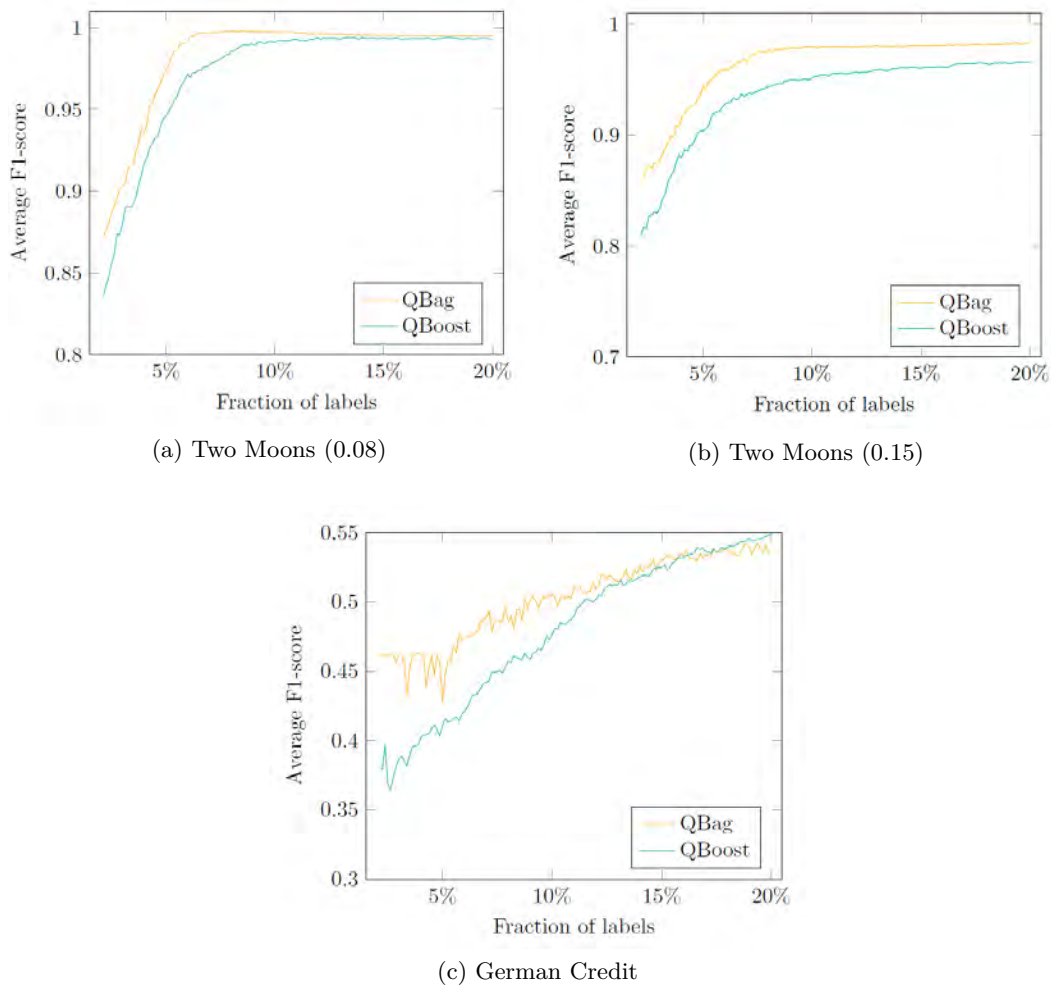 1
0.95
0.9
0.85
0.8
Average F1-score
QBag
QBoost
5%
10%
15%
20%
Fraction of labels
(a) Two Moons (0.08)
1
0.9
0.8
0.7
Average F1-score
QBag
QBoost
5%
10%
15%
20%
Fraction of labels
(b) Two Moons (0.15)
0.55
0.5
0.45
0.4
0.35
0.3
Average F1-score
QBag
QBoost
5%
10%
15%
20%
Fraction of labels
(c) German Credit